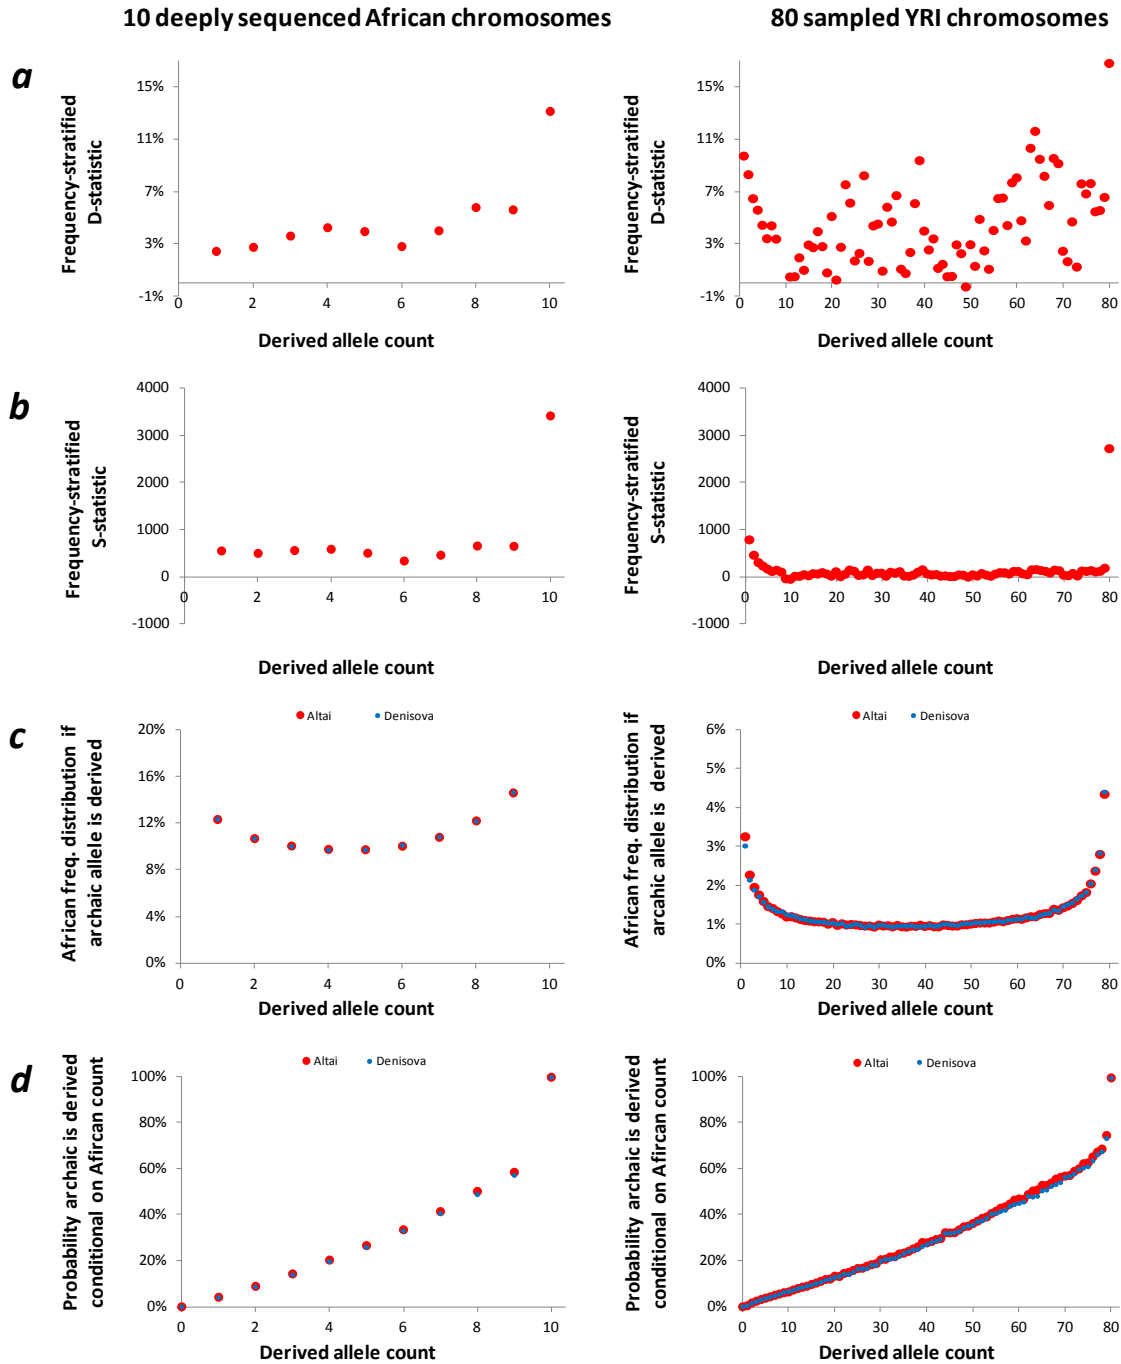 10 deeply sequenced African chromosomes
80 sampled YRI chromosomes
a
Frequency-stratified
D-statistic
15%
11%
7%
3%
-1%
0 2 4 6 8 10
Derived allele count
Frequency-stratified
D-statistic
15%
11%
7%
3%
-1%
0 10 20 30 40 50 60 70 80
Derived allele count
b
Frequency-stratified
S-statistic
4000
3000
2000
1000
0
-1000
0 2 4 6 8 10
Derived allele count
Frequency-stratified
S-statistic
4000
3000
2000
1000
0
-1000
0 10 20 30 40 50 60 70 80
Derived allele count
c
African freq. distribution if
archaic allele is derived
Altai Denisova
20%
16%
12%
8%
4%
0%
0 2 4 6 8 10
Derived allele count
African freq. distribution if
arcahic allele is derived
Altai Denisova
6%
5%
4%
3%
2%
1%
0%
0 10 20 30 40 50 60 70 80
Derived allele count
d
Probability archaic is derived
conditional on Afircan count
Altai Denisova
100%
80%
60%
40%
20%
0%
0 2 4 6 8 10
Derived allele count
Probability archaic is derived
conditional on Afircan count
Altai Denisova
100%
80%
60%
40%
20%
0%
0 10 20 30 40 50 60 70 80
Derived allele count